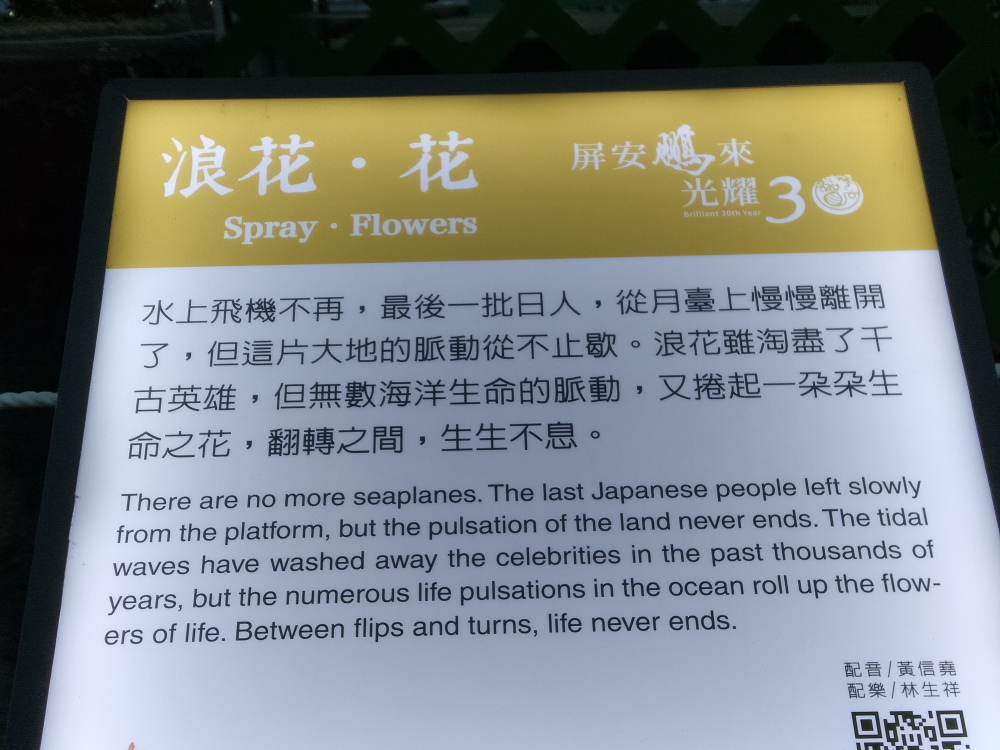 浪花・花
Spray · Flowers
屏安鵬來
光耀30
Brilliant 30th Year
水上飛機不再，最後一批日人，從月臺上慢慢離開
了，但這片大地的脈動從不止歇。浪花雖淘盡了千
古英雄，但無數海洋生命的脈動，又捲起一朵朵生
命之花，翻轉之間，生生不息。
There are no more seaplanes. The last Japanese people left slowly
from the platform, but the pulsation of the land never ends. The tidal
waves have washed away the celebrities in the past thousands of
years, but the numerous life pulsations in the ocean roll up the flow-
ers of life. Between flips and turns, life never ends.
配音/黃信堯
配樂/林生祥